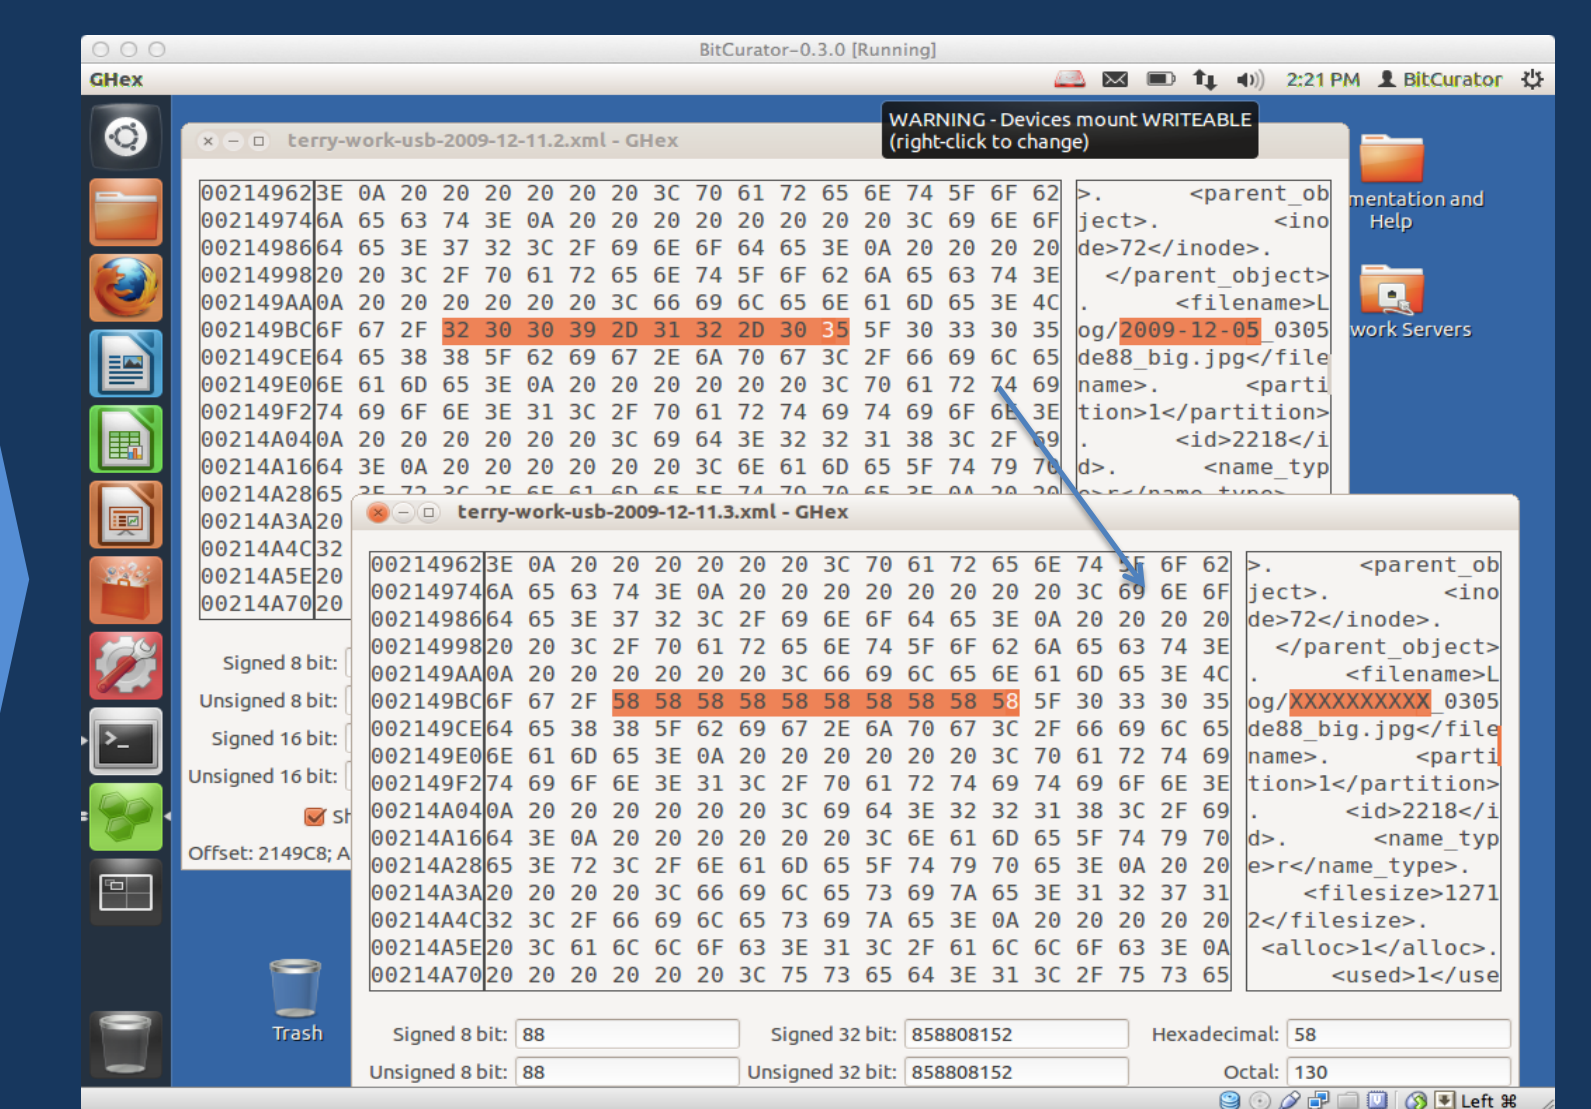 BitCurator-0.3.0 [Running]
GHex
2:21 PM BitCurator
WARNING - Devices mount WRITEABLE
(right-click to change)
terry-work-usb-2009-12-11.2.xml - GHex
mentation and
Help
work Servers
00214962 3E 0A 20 20 20 20 20 20 3C 70 61 72 65 6E 74 5F 6F 62 >.      <parent_ob
00214974 6A 65 63 74 3E 0A 20 20 20 20 20 20 20 20 3C 69 6E 6F ject>.        <ino
00214986 64 65 3E 37 32 3C 2F 69 6E 6F 64 65 3E 0A 20 20 20 20 de>72</inode>.
00214998 20 20 3C 2F 70 61 72 65 6E 74 5F 6F 62 6A 65 63 74 3E   </parent_object>
002149AA 0A 20 20 20 20 20 20 3C 66 69 6C 65 6E 61 6D 65 3E 4C .      <filename>L
002149BC 6F 67 2F 32 30 30 39 2D 31 32 2D 30 35 5F 30 33 30 35 og/2009-12-05_0305
002149CE 64 65 38 38 5F 62 69 67 2E 6A 70 67 3C 2F 66 69 6C 65 de88_big.jpg</file
002149E0 6E 61 6D 65 3E 0A 20 20 20 20 20 20 3C 70 61 72 74 69 name>.      <parti
002149F2 74 69 6F 6E 3E 31 3C 2F 70 61 72 74 69 74 69 6F 6E 3E tion>1</partition>
00214A04 0A 20 20 20 20 20 20 3C 69 64 3E 32 32 31 38 3C 2F 69 .      <id>2218</i
00214A16 64 3E 0A 20 20 20 20 20 20 3C 6E 61 6D 65 5F 74 79 70 d>.      <name_typ
00214A28 65 3E 72 3C 2F 6E 61 6D 65 5F 74 79 70 65 3E 0A 20 20 e>r</name_type>.
00214A3A 20
00214A4C 32
00214A5E 20
00214A70 20
Signed 8 bit:
Unsigned 8 bit:
Signed 16 bit:
Unsigned 16 bit:
Sh
Offset: 2149C8; A
Trash
terry-work-usb-2009-12-11.3.xml - GHex
00214962 3E 0A 20 20 20 20 20 20 3C 70 61 72 65 6E 74 5F 6F 62 >.      <parent_ob
00214974 6A 65 63 74 3E 0A 20 20 20 20 20 20 20 20 3C 69 6E 6F ject>.        <ino
00214986 64 65 3E 37 32 3C 2F 69 6E 6F 64 65 3E 0A 20 20 20 20 de>72</inode>.
00214998 20 20 3C 2F 70 61 72 65 6E 74 5F 6F 62 6A 65 63 74 3E   </parent_object>
002149AA 0A 20 20 20 20 20 20 3C 66 69 6C 65 6E 61 6D 65 3E 4C .      <filename>L
002149BC 6F 67 2F 58 58 58 58 58 58 58 58 58 58 5F 30 33 30 35 og/XXXXXXXXXX_0305
002149CE 64 65 38 38 5F 62 69 67 2E 6A 70 67 3C 2F 66 69 6C 65 de88_big.jpg</file
002149E0 6E 61 6D 65 3E 0A 20 20 20 20 20 20 3C 70 61 72 74 69 name>.      <parti
002149F2 74 69 6F 6E 3E 31 3C 2F 70 61 72 74 69 74 69 6F 6E 3E tion>1</partition>
00214A04 0A 20 20 20 20 20 20 3C 69 64 3E 32 32 31 38 3C 2F 69 .      <id>2218</i
00214A16 64 3E 0A 20 20 20 20 20 20 3C 6E 61 6D 65 5F 74 79 70 d>.      <name_typ
00214A28 65 3E 72 3C 2F 6E 61 6D 65 5F 74 79 70 65 3E 0A 20 20 e>r</name_type>.
00214A3A 20 20 20 20 3C 66 69 6C 65 73 69 7A 65 3E 31 32 37 31     <filesize>1271
00214A4C 32 3C 2F 66 69 6C 65 73 69 7A 65 3E 0A 20 20 20 20 20 2</filesize>.
00214A5E 20 3C 61 6C 6C 6F 63 3E 31 3C 2F 61 6C 6C 6F 63 3E 0A  <alloc>1</alloc>.
00214A70 20 20 20 20 20 20 3C 75 73 65 64 3E 31 3C 2F 75 73 65       <used>1</use
Signed 8 bit: 88 Signed 32 bit: 858808152 Hexadecimal: 58
Unsigned 8 bit: 88 Unsigned 32 bit: 858808152 Octal: 130
Left ⌘